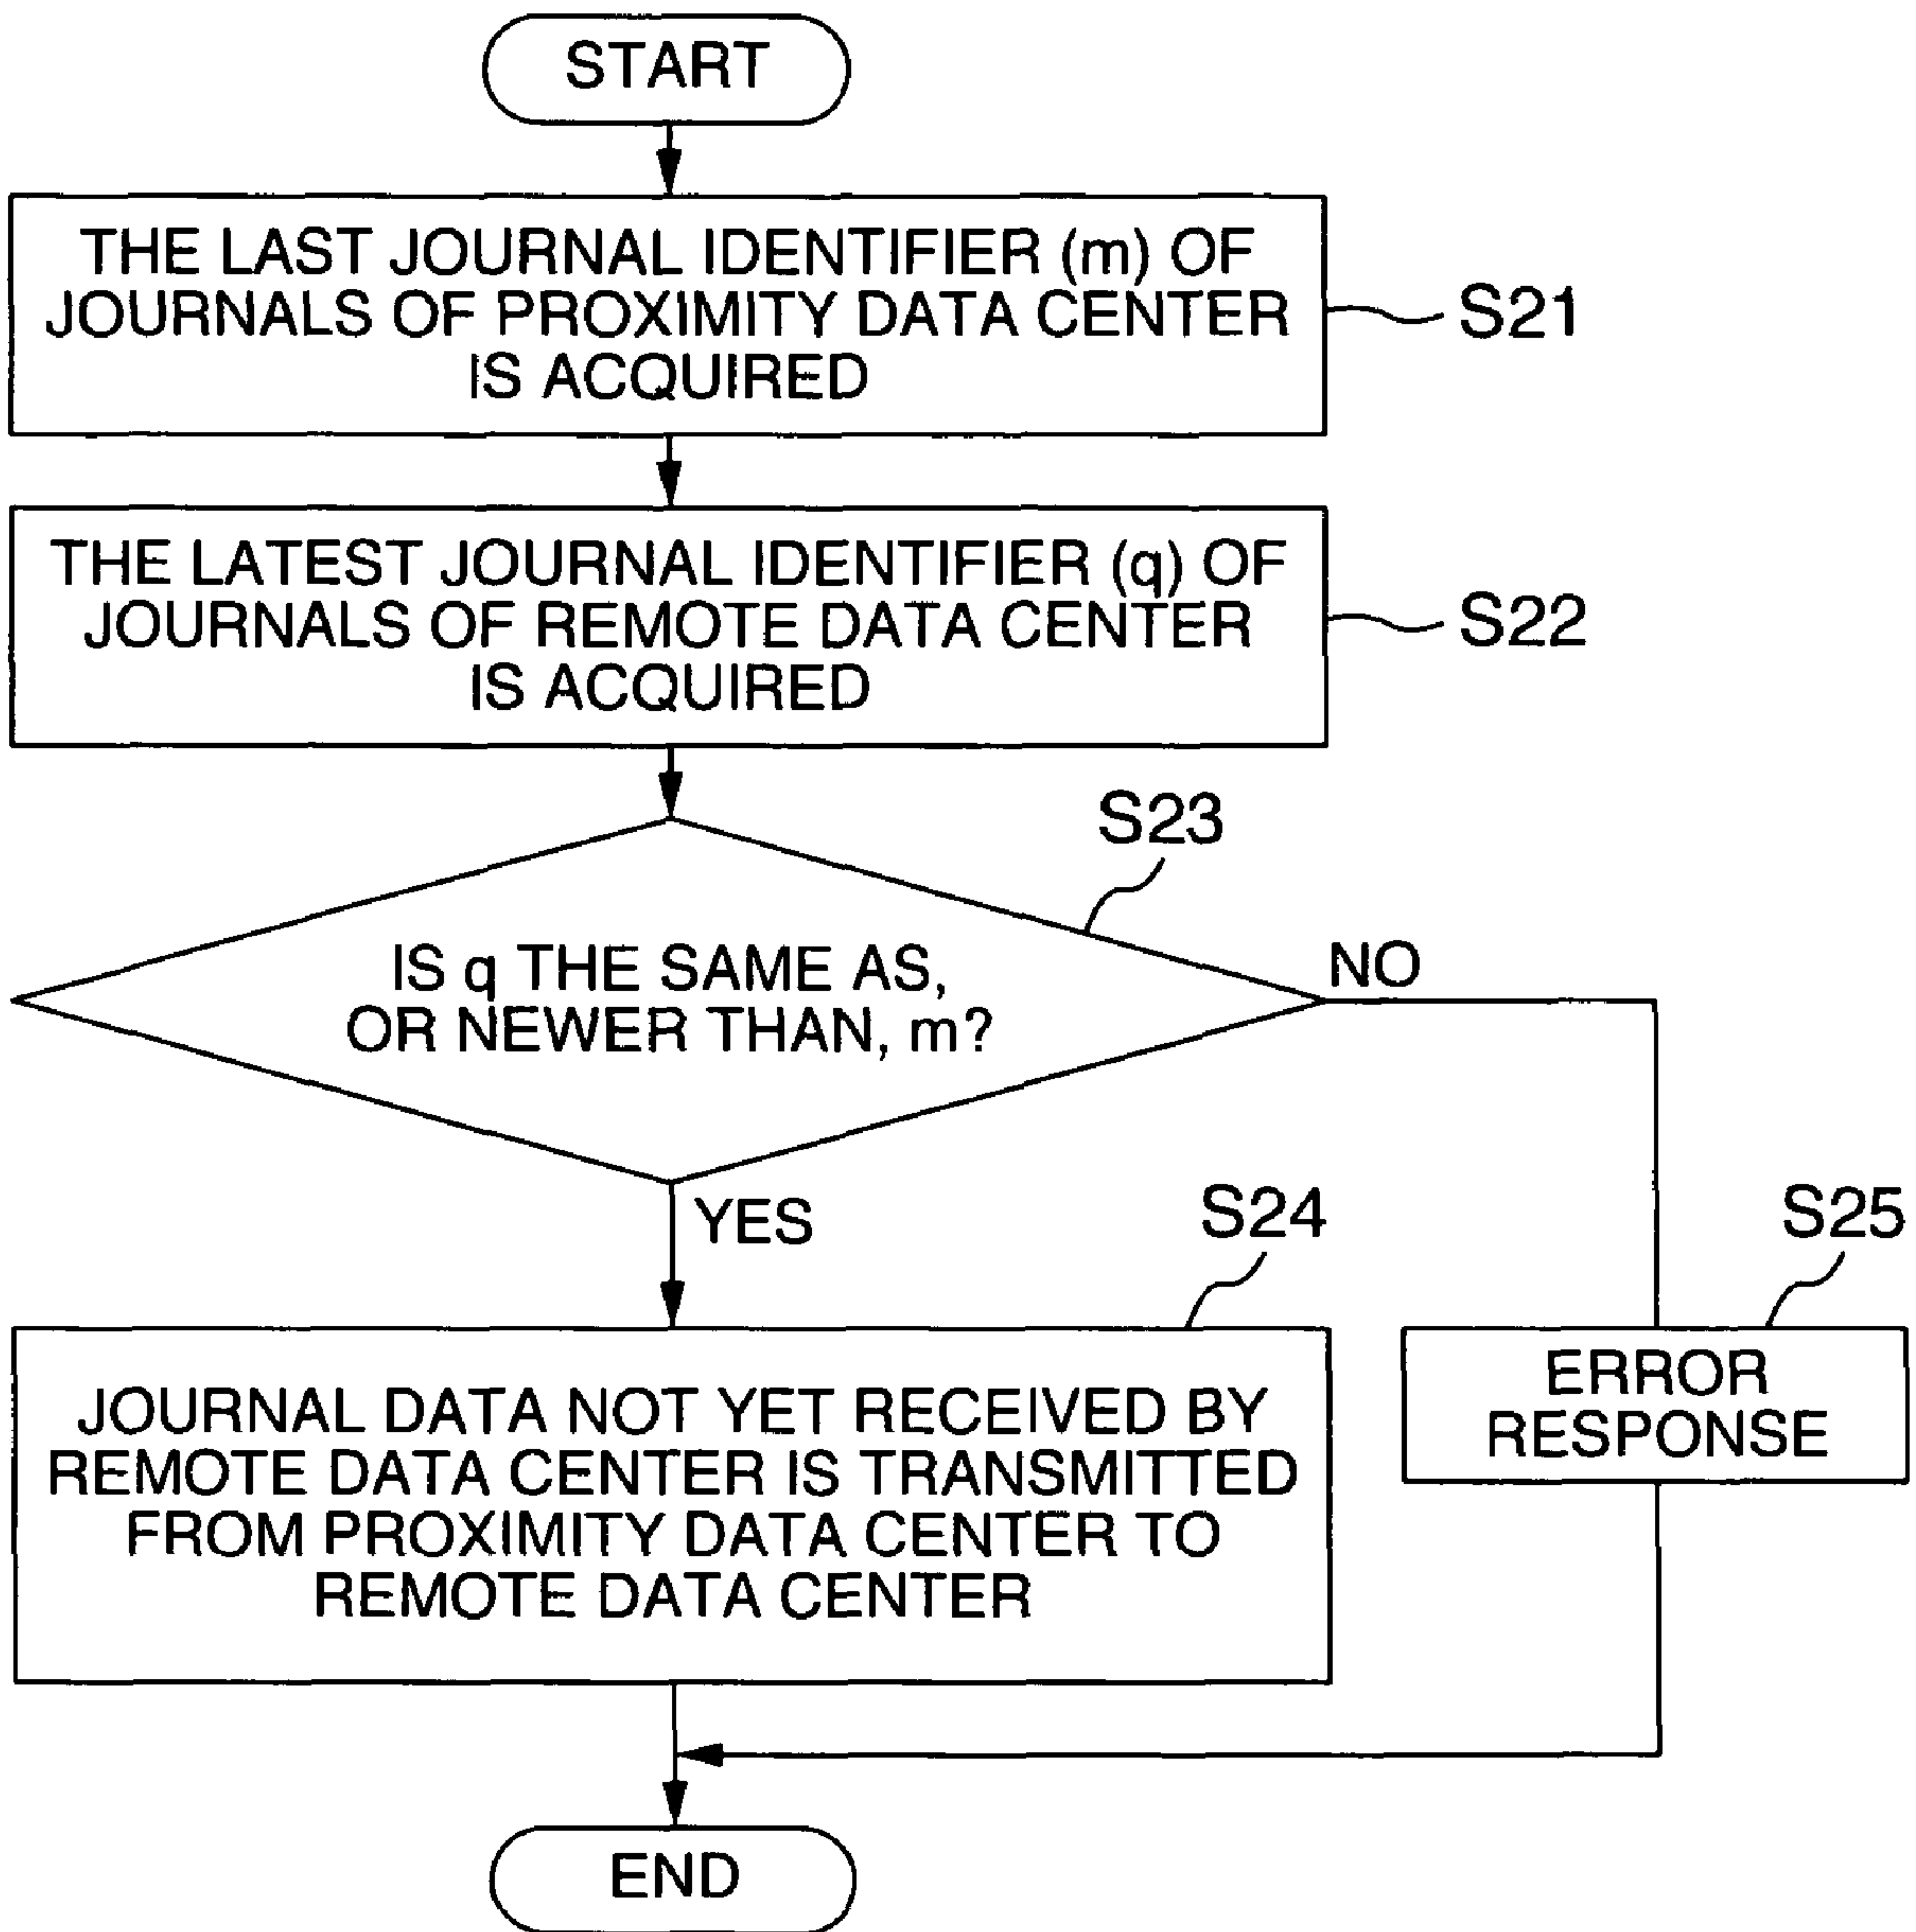 START
THE LAST JOURNAL IDENTIFIER (m) OF
JOURNALS OF PROXIMITY DATA CENTER
IS ACQUIRED
S21
THE LATEST JOURNAL IDENTIFIER (q) OF
JOURNALS OF REMOTE DATA CENTER
IS ACQUIRED
S22
S23
IS q THE SAME AS,
OR NEWER THAN, m?
NO
YES
S24
S25
JOURNAL DATA NOT YET RECEIVED BY
REMOTE DATA CENTER IS TRANSMITTED
FROM PROXIMITY DATA CENTER TO
REMOTE DATA CENTER
ERROR
RESPONSE
END